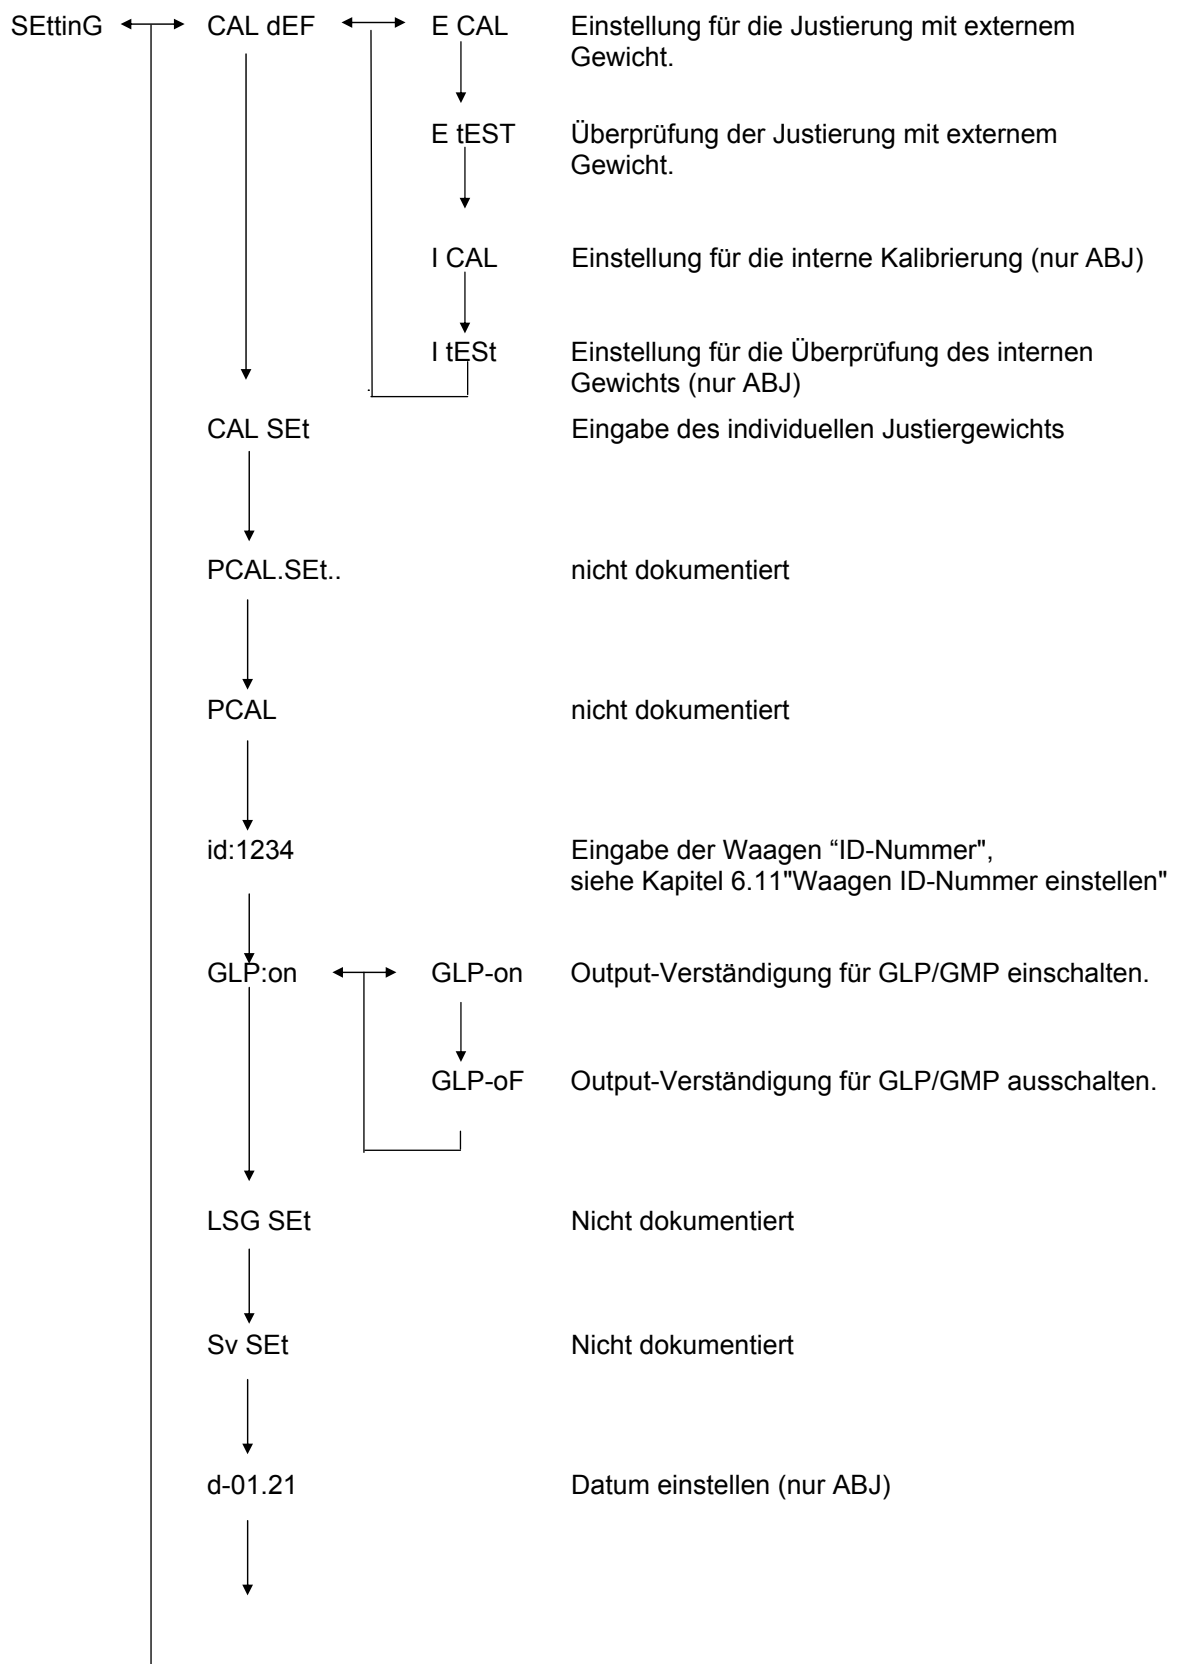 SEttinG CAL dEF E CAL Einstellung für die Justierung mit externem
Gewicht.
E tEST Überprüfung der Justierung mit externem
Gewicht.
I CAL Einstellung für die interne Kalibrierung (nur ABJ)
I tESt Einstellung für die Überprüfung des internen
Gewichts (nur ABJ)
CAL SEt Eingabe des individuellen Justiergewichts
PCAL.SEt.. nicht dokumentiert
PCAL nicht dokumentiert
id:1234 Eingabe der Waagen “ID-Nummer",
siehe Kapitel 6.11"Waagen ID-Nummer einstellen"
GLP:on GLP-on Output-Verständigung für GLP/GMP einschalten.
GLP-oF Output-Verständigung für GLP/GMP ausschalten.
LSG SEt Nicht dokumentiert
Sv SEt Nicht dokumentiert
d-01.21 Datum einstellen (nur ABJ)